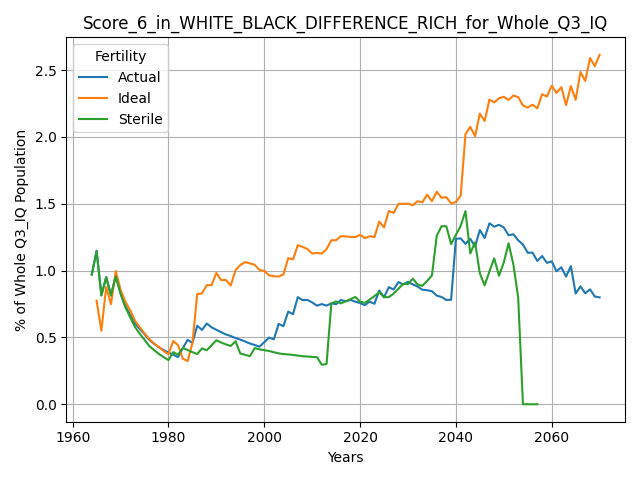 Score_6_in_WHITE_BLACK_DIFFERENCE_RICH_for_Whole_Q3_IQ
Fertility
Actual
Ideal
Sterile
% of Whole Q3_IQ Population
2.5
2.0
1.5
1.0
0.5
0.0
1960 1980 2000 2020 2040 2060
Years